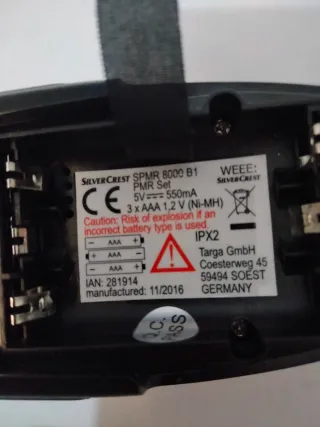 SILVERCREST SPMR 8000 B1
PMR Set
5V 550mA
3 x AAA 1,2 V (Ni-MH)
Caution: Risk of explosion if an
incorrect battery type is used
WEEE:
SILVERCREST
- AAA +
+ AAA -
- AAA +
IPX2
Targa GmbH
Coesterweg 45
59494 SOEST
GERMANY
IAN: 281914
manufactured: 11/2016
Q.C.
PASS